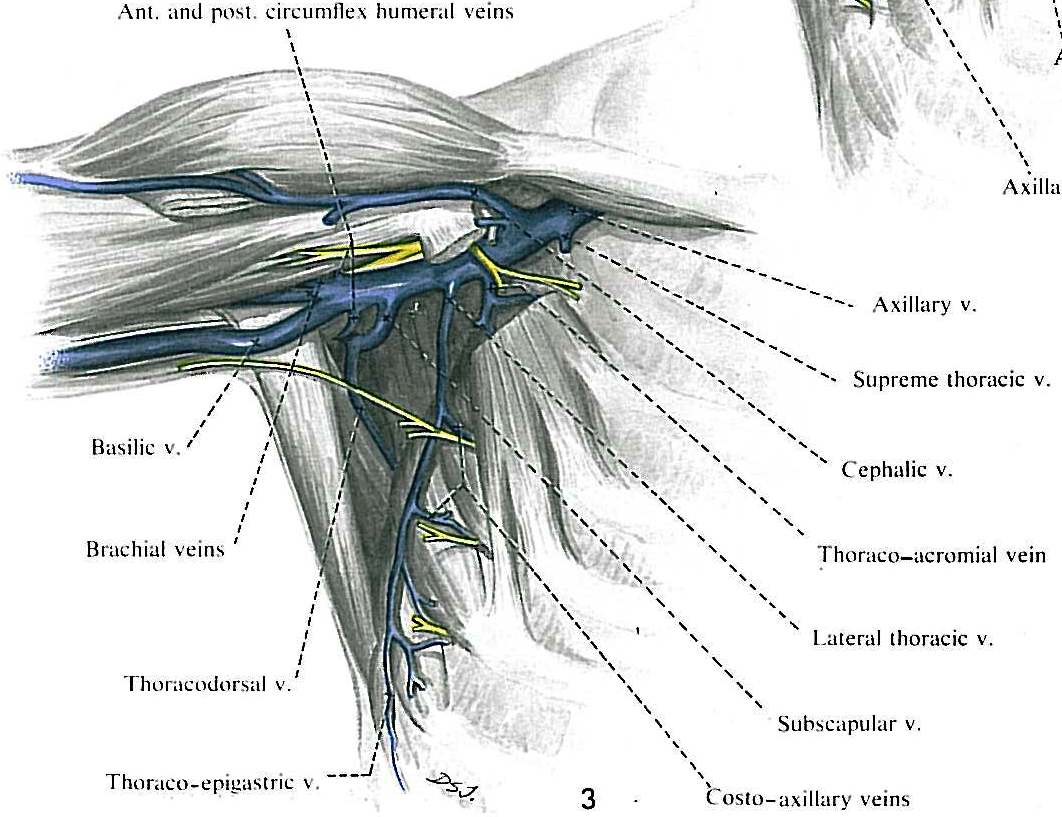 Ant. and post. circumflex humeral veins
A
Axilla
Axillary v.
Supreme thoracic v.
Basilic v.
Cephalic v.
Brachial veins
Thoraco-acromial vein
Lateral thoracic v.
Thoracodorsal v.
Subscapular v.
Thoraco-epigastric v.
DSJ.
3
Costo-axillary veins